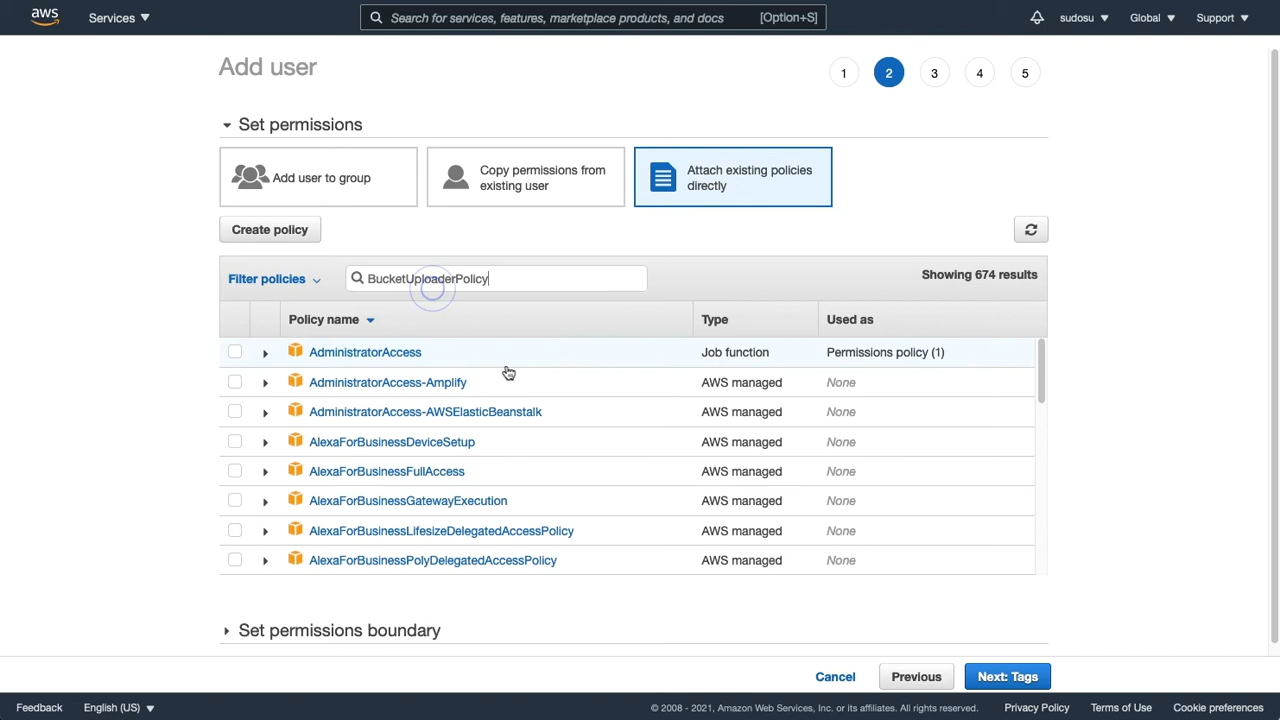 aws Services Search for services, features, marketplace products, and docs [Option+S] sudosu Global Support
Add user
1 2 3 4 5
Set permissions
Add user to group
Copy permissions from
existing user
Attach existing policies
directly
Create policy
Filter policies BucketUploaderPolicy Showing 674 results
Policy name Type Used as
AdministratorAccess Job function Permissions policy (1)
AdministratorAccess-Amplify AWS managed None
AdministratorAccess-AWSElasticBeanstalk AWS managed None
AlexaForBusinessDeviceSetup AWS managed None
AlexaForBusinessFullAccess AWS managed None
AlexaForBusinessGatewayExecution AWS managed None
AlexaForBusinessLifesizeDelegatedAccessPolicy AWS managed None
AlexaForBusinessPolyDelegatedAccessPolicy AWS managed None
Set permissions boundary
Cancel Previous Next: Tags
Feedback English (US) © 2008 - 2021, Amazon Web Services, Inc. or its affiliates. All rights reserved. Privacy Policy Terms of Use Cookie preferences